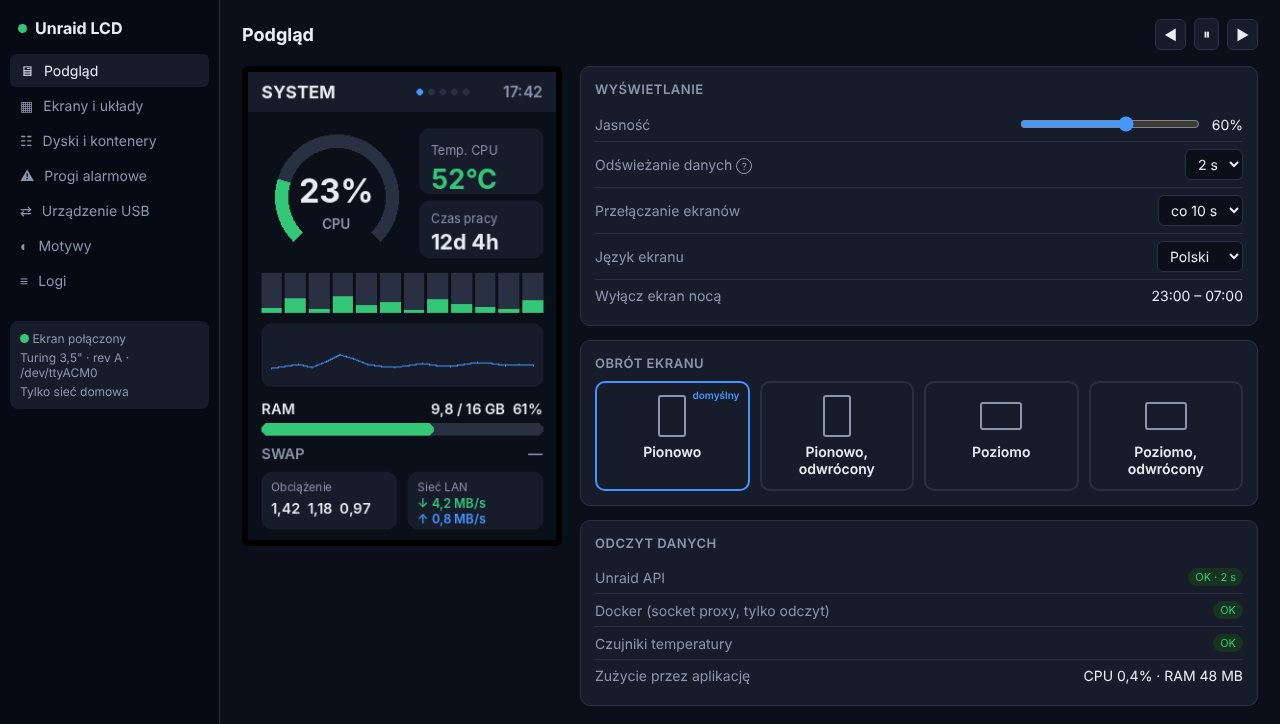 Unraid LCD
Podgląd
Ekrany i układy
Dyski i kontenery
Progi alarmowe
Urządzenie USB
Motywy
Logi
Ekran połączony
Turing 3,5" · rev A ·
/dev/ttyACM0
Tylko sieć domowa
Podgląd
SYSTEM 17:42
23%
CPU
Temp. CPU
52°C
Czas pracy
12d 4h
RAM 9,8 / 16 GB 61%
SWAP —
Obciążenie
1,42 1,18 0,97
Sieć LAN
↓ 4,2 MB/s
↑ 0,8 MB/s
WYŚWIETLANIE
Jasność 60%
Odświeżanie danych ? 2 s
Przełączanie ekranów co 10 s
Język ekranu Polski
Wyłącz ekran nocą 23:00 – 07:00
OBRÓT EKRANU
domyślny
Pionowo
Pionowo,
odwrócony
Poziomo
Poziomo,
odwrócony
ODCZYT DANYCH
Unraid API OK · 2 s
Docker (socket proxy, tylko odczyt) OK
Czujniki temperatury OK
Zużycie przez aplikację CPU 0,4% · RAM 48 MB